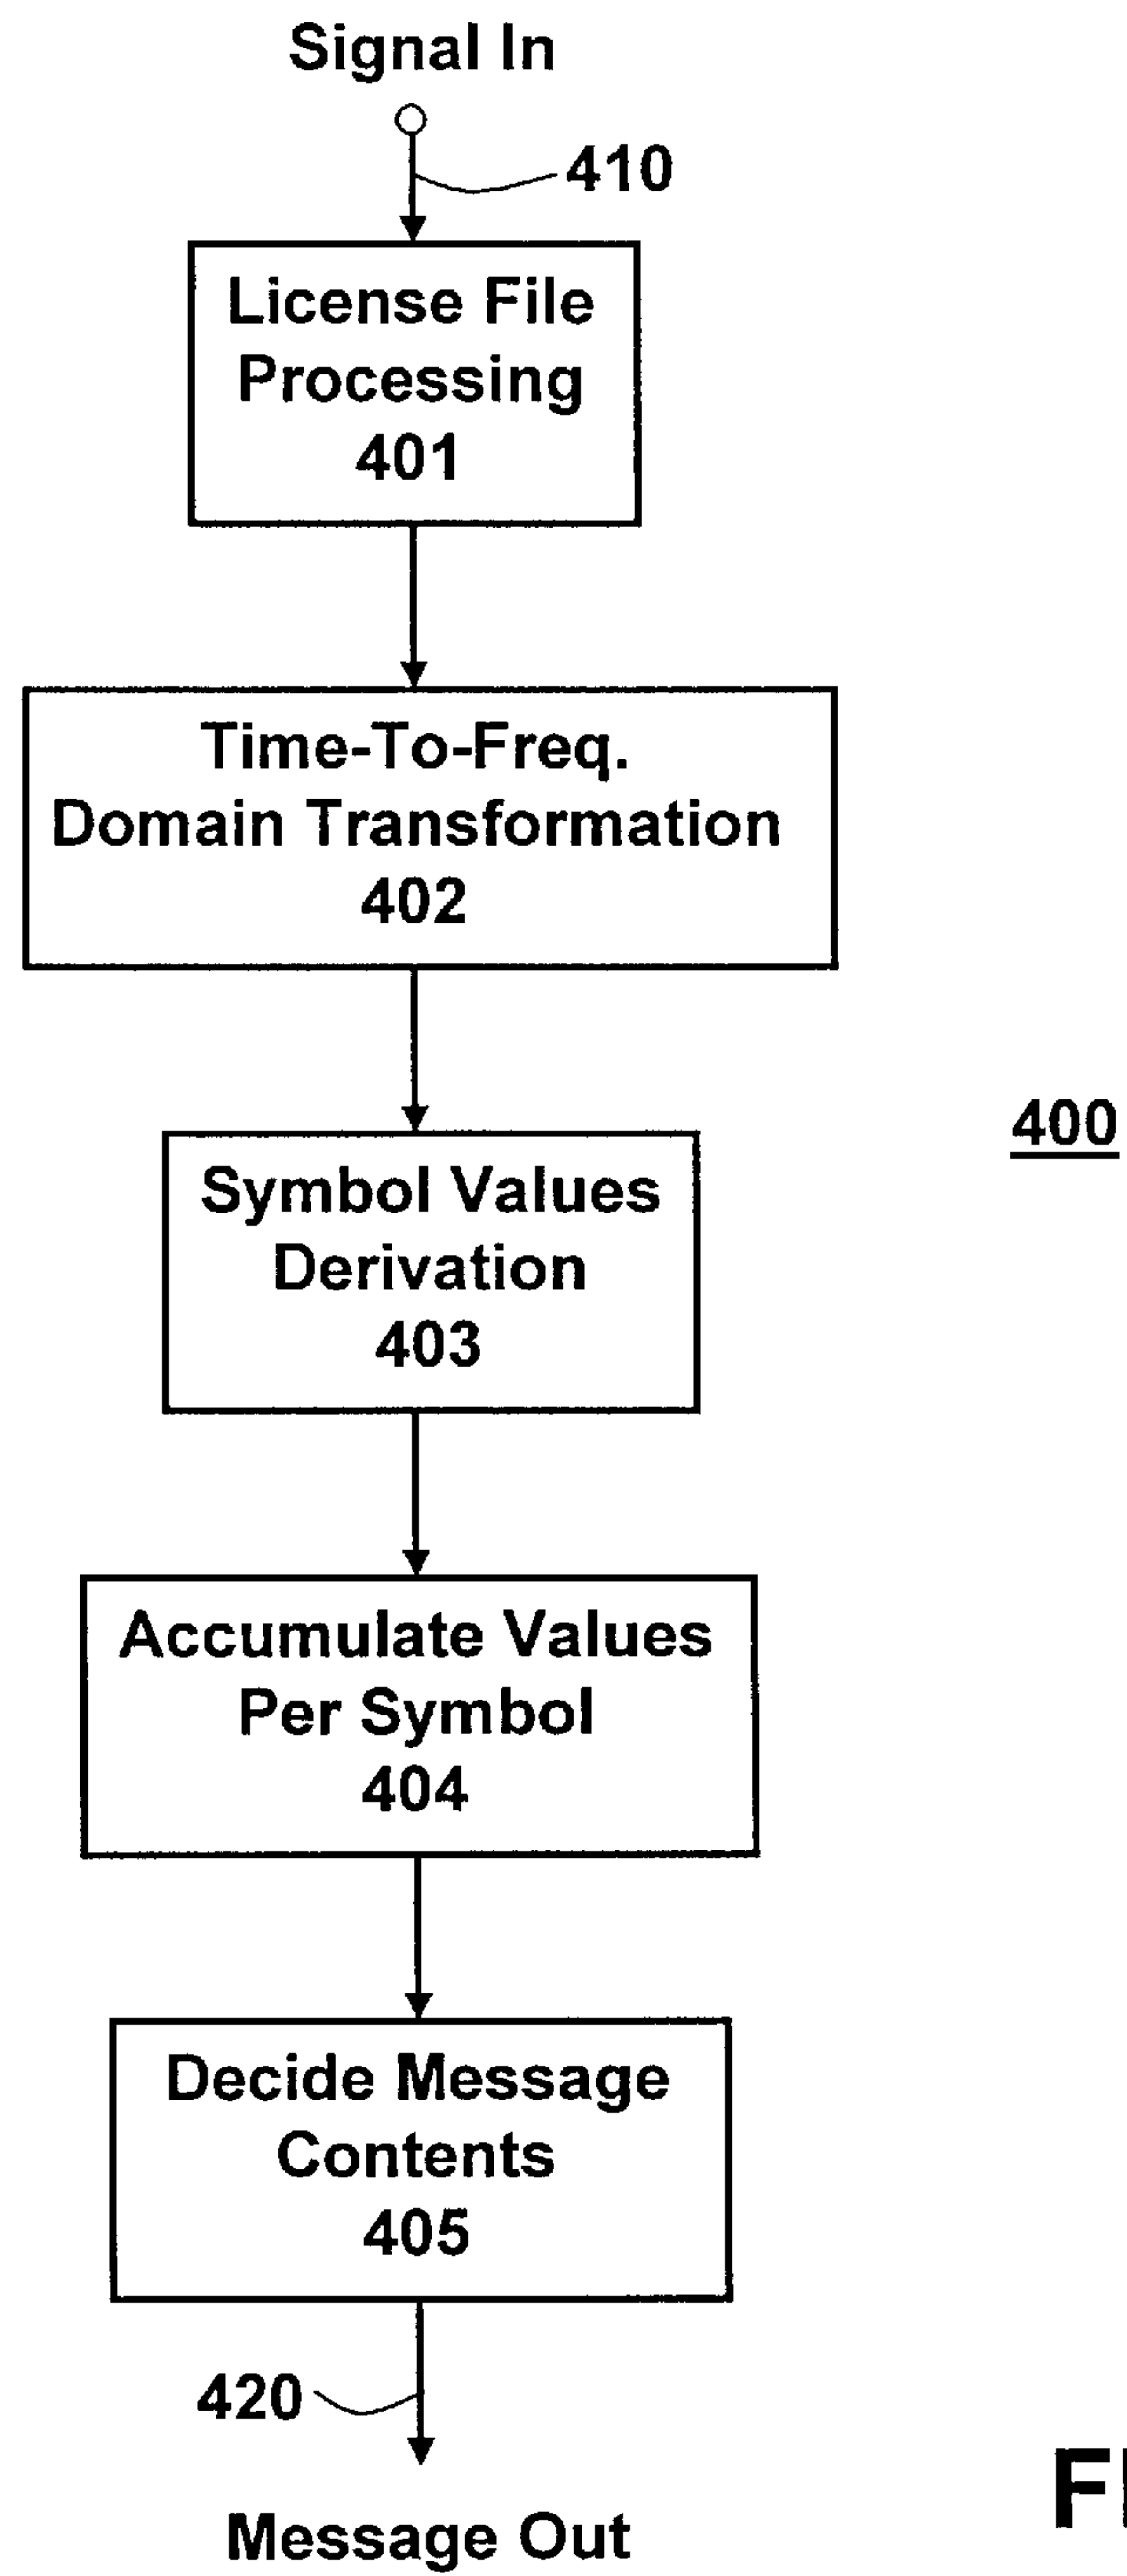 Signal In
410
License File
Processing
401
Time-To-Freq.
Domain Transformation
402
400
Symbol Values
Derivation
403
Accumulate Values
Per Symbol
404
Decide Message
Contents
405
420
Message Out